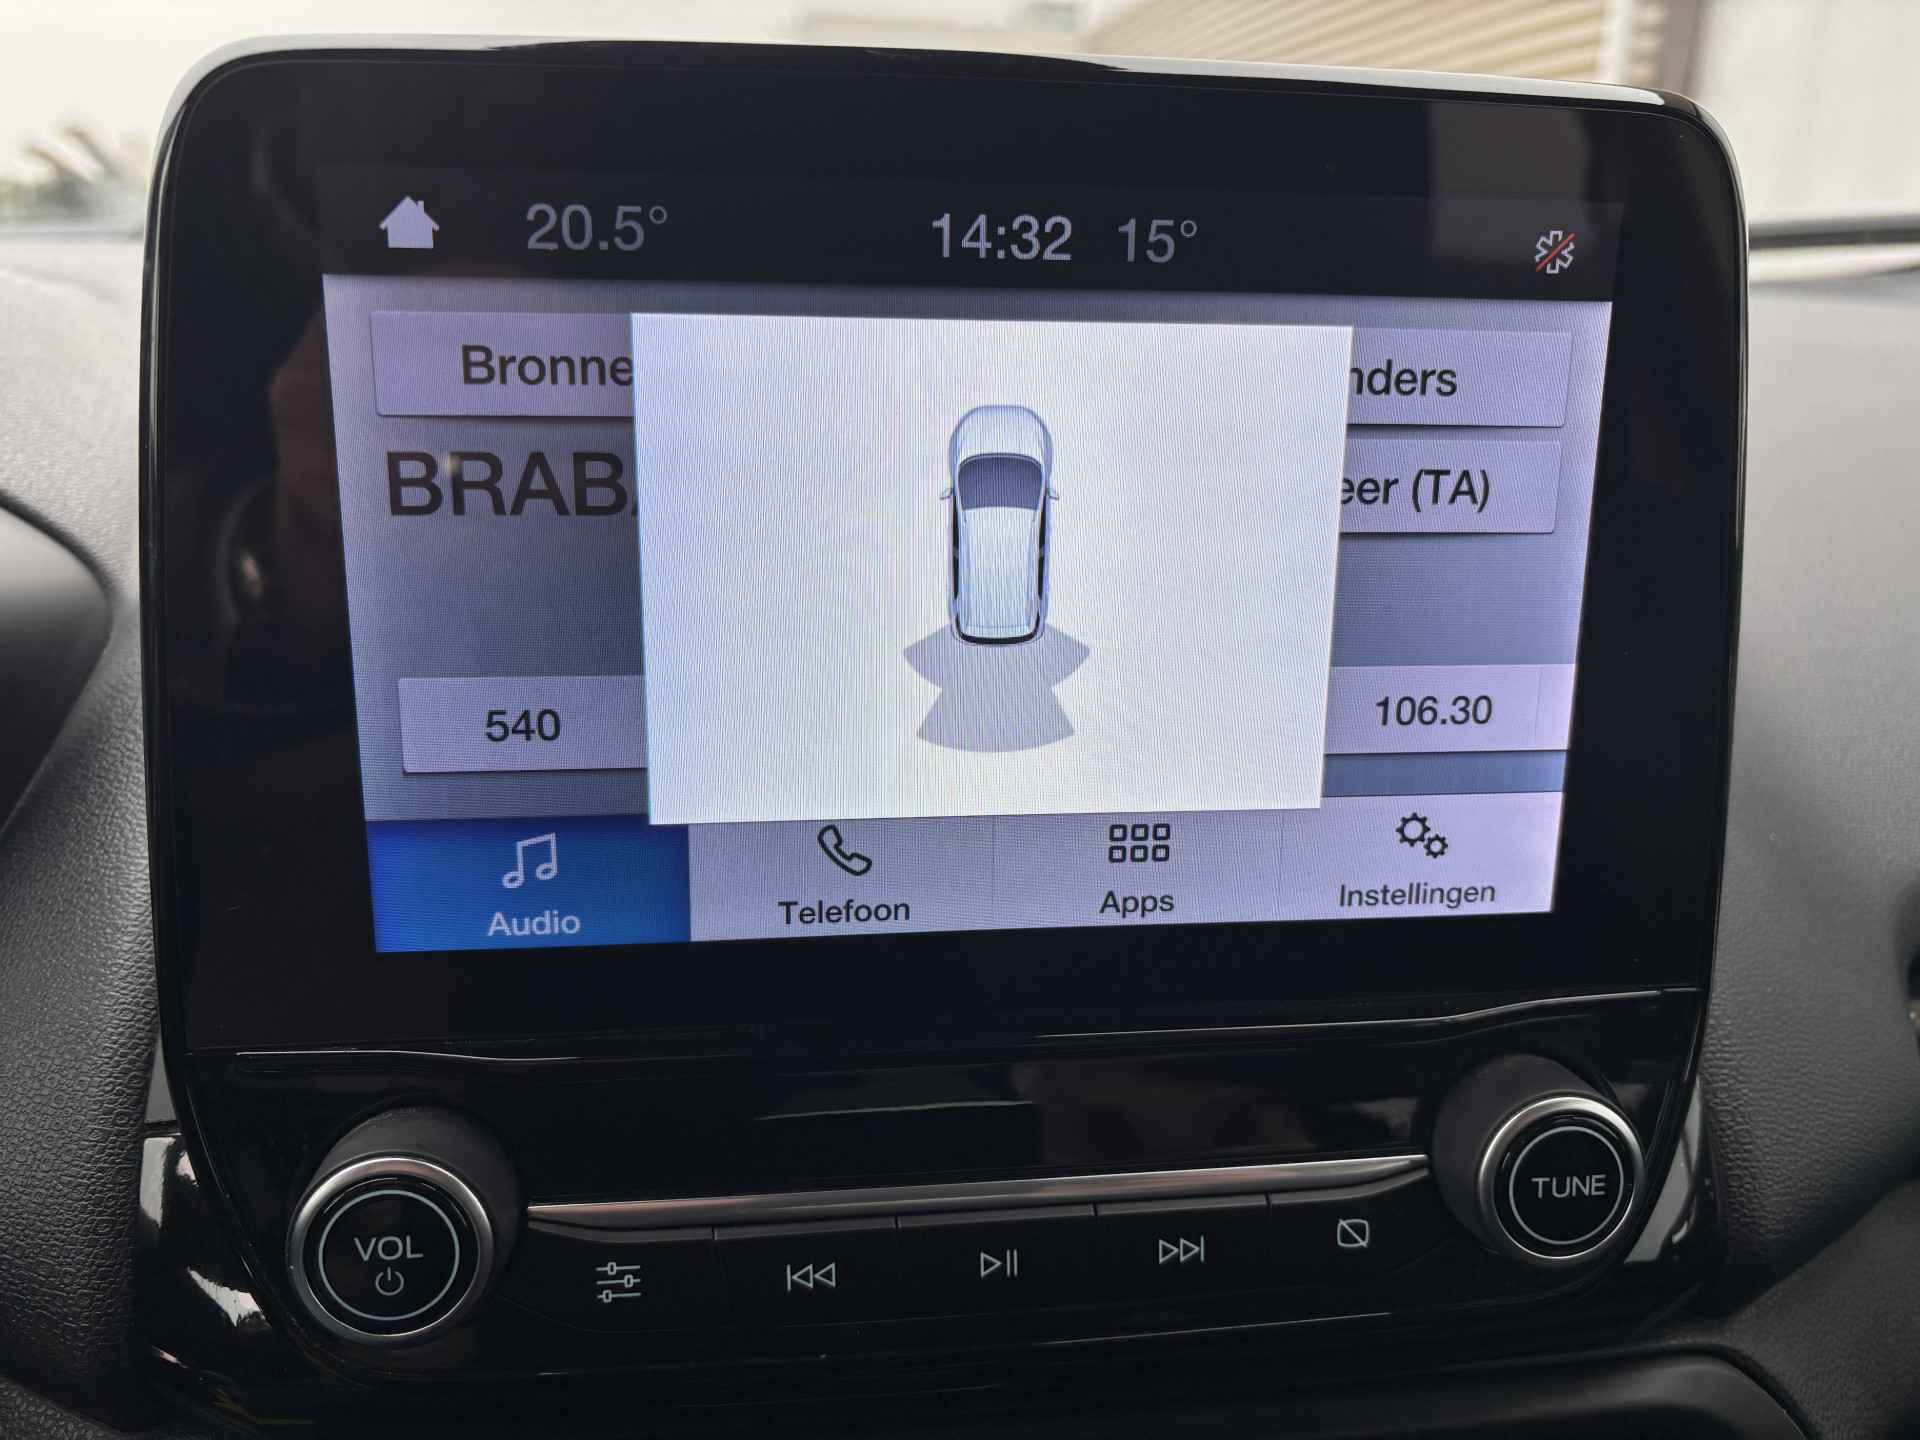 20.5° 14:32 15°
Bronne nders
BRAB
eer (TA)
540 106.30
Audio Telefoon Apps Instellingen
VOL TUNE